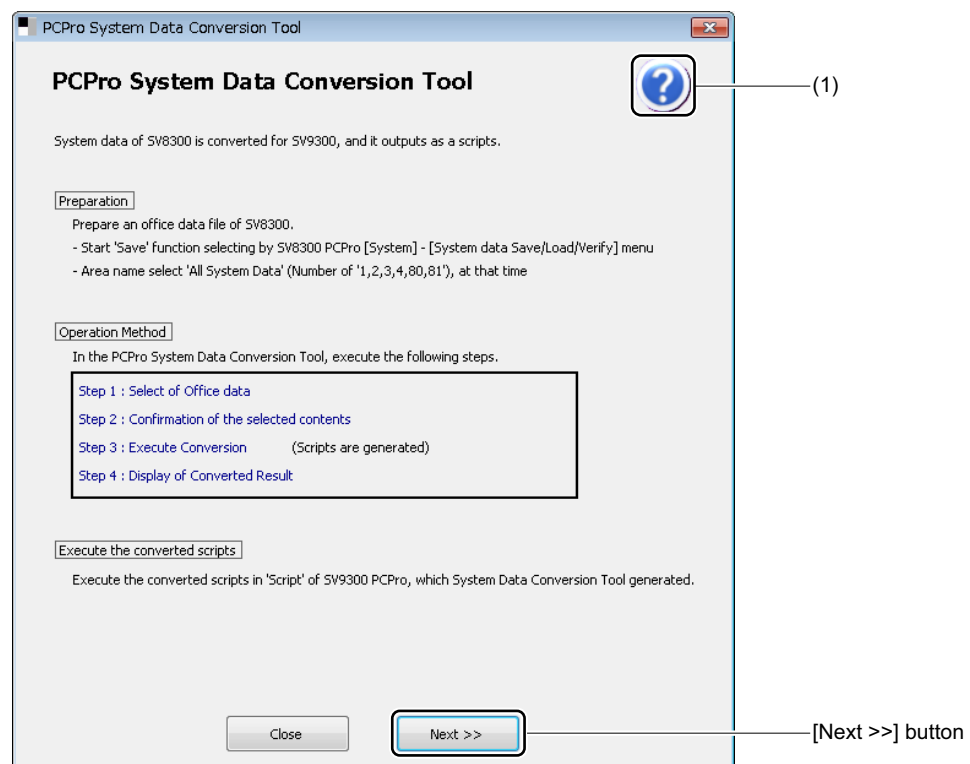 PCPro System Data Conversion Tool
PCPro System Data Conversion Tool
(1)
System data of SV8300 is converted for SV9300, and it outputs as a scripts.
Preparation
Prepare an office data file of SV8300.
- Start 'Save' function selecting by SV8300 PCPro [System] - [System data Save/Load/Verify] menu
- Area name select 'All System Data' (Number of '1,2,3,4,80,81'), at that time
Operation Method
In the PCPro System Data Conversion Tool, execute the following steps.
Step 1 : Select of Office data
Step 2 : Confirmation of the selected contents
Step 3 : Execute Conversion (Scripts are generated)
Step 4 : Display of Converted Result
Execute the converted scripts
Execute the converted scripts in 'Script' of SV9300 PCPro, which System Data Conversion Tool generated.
Close Next >> [Next >>] button